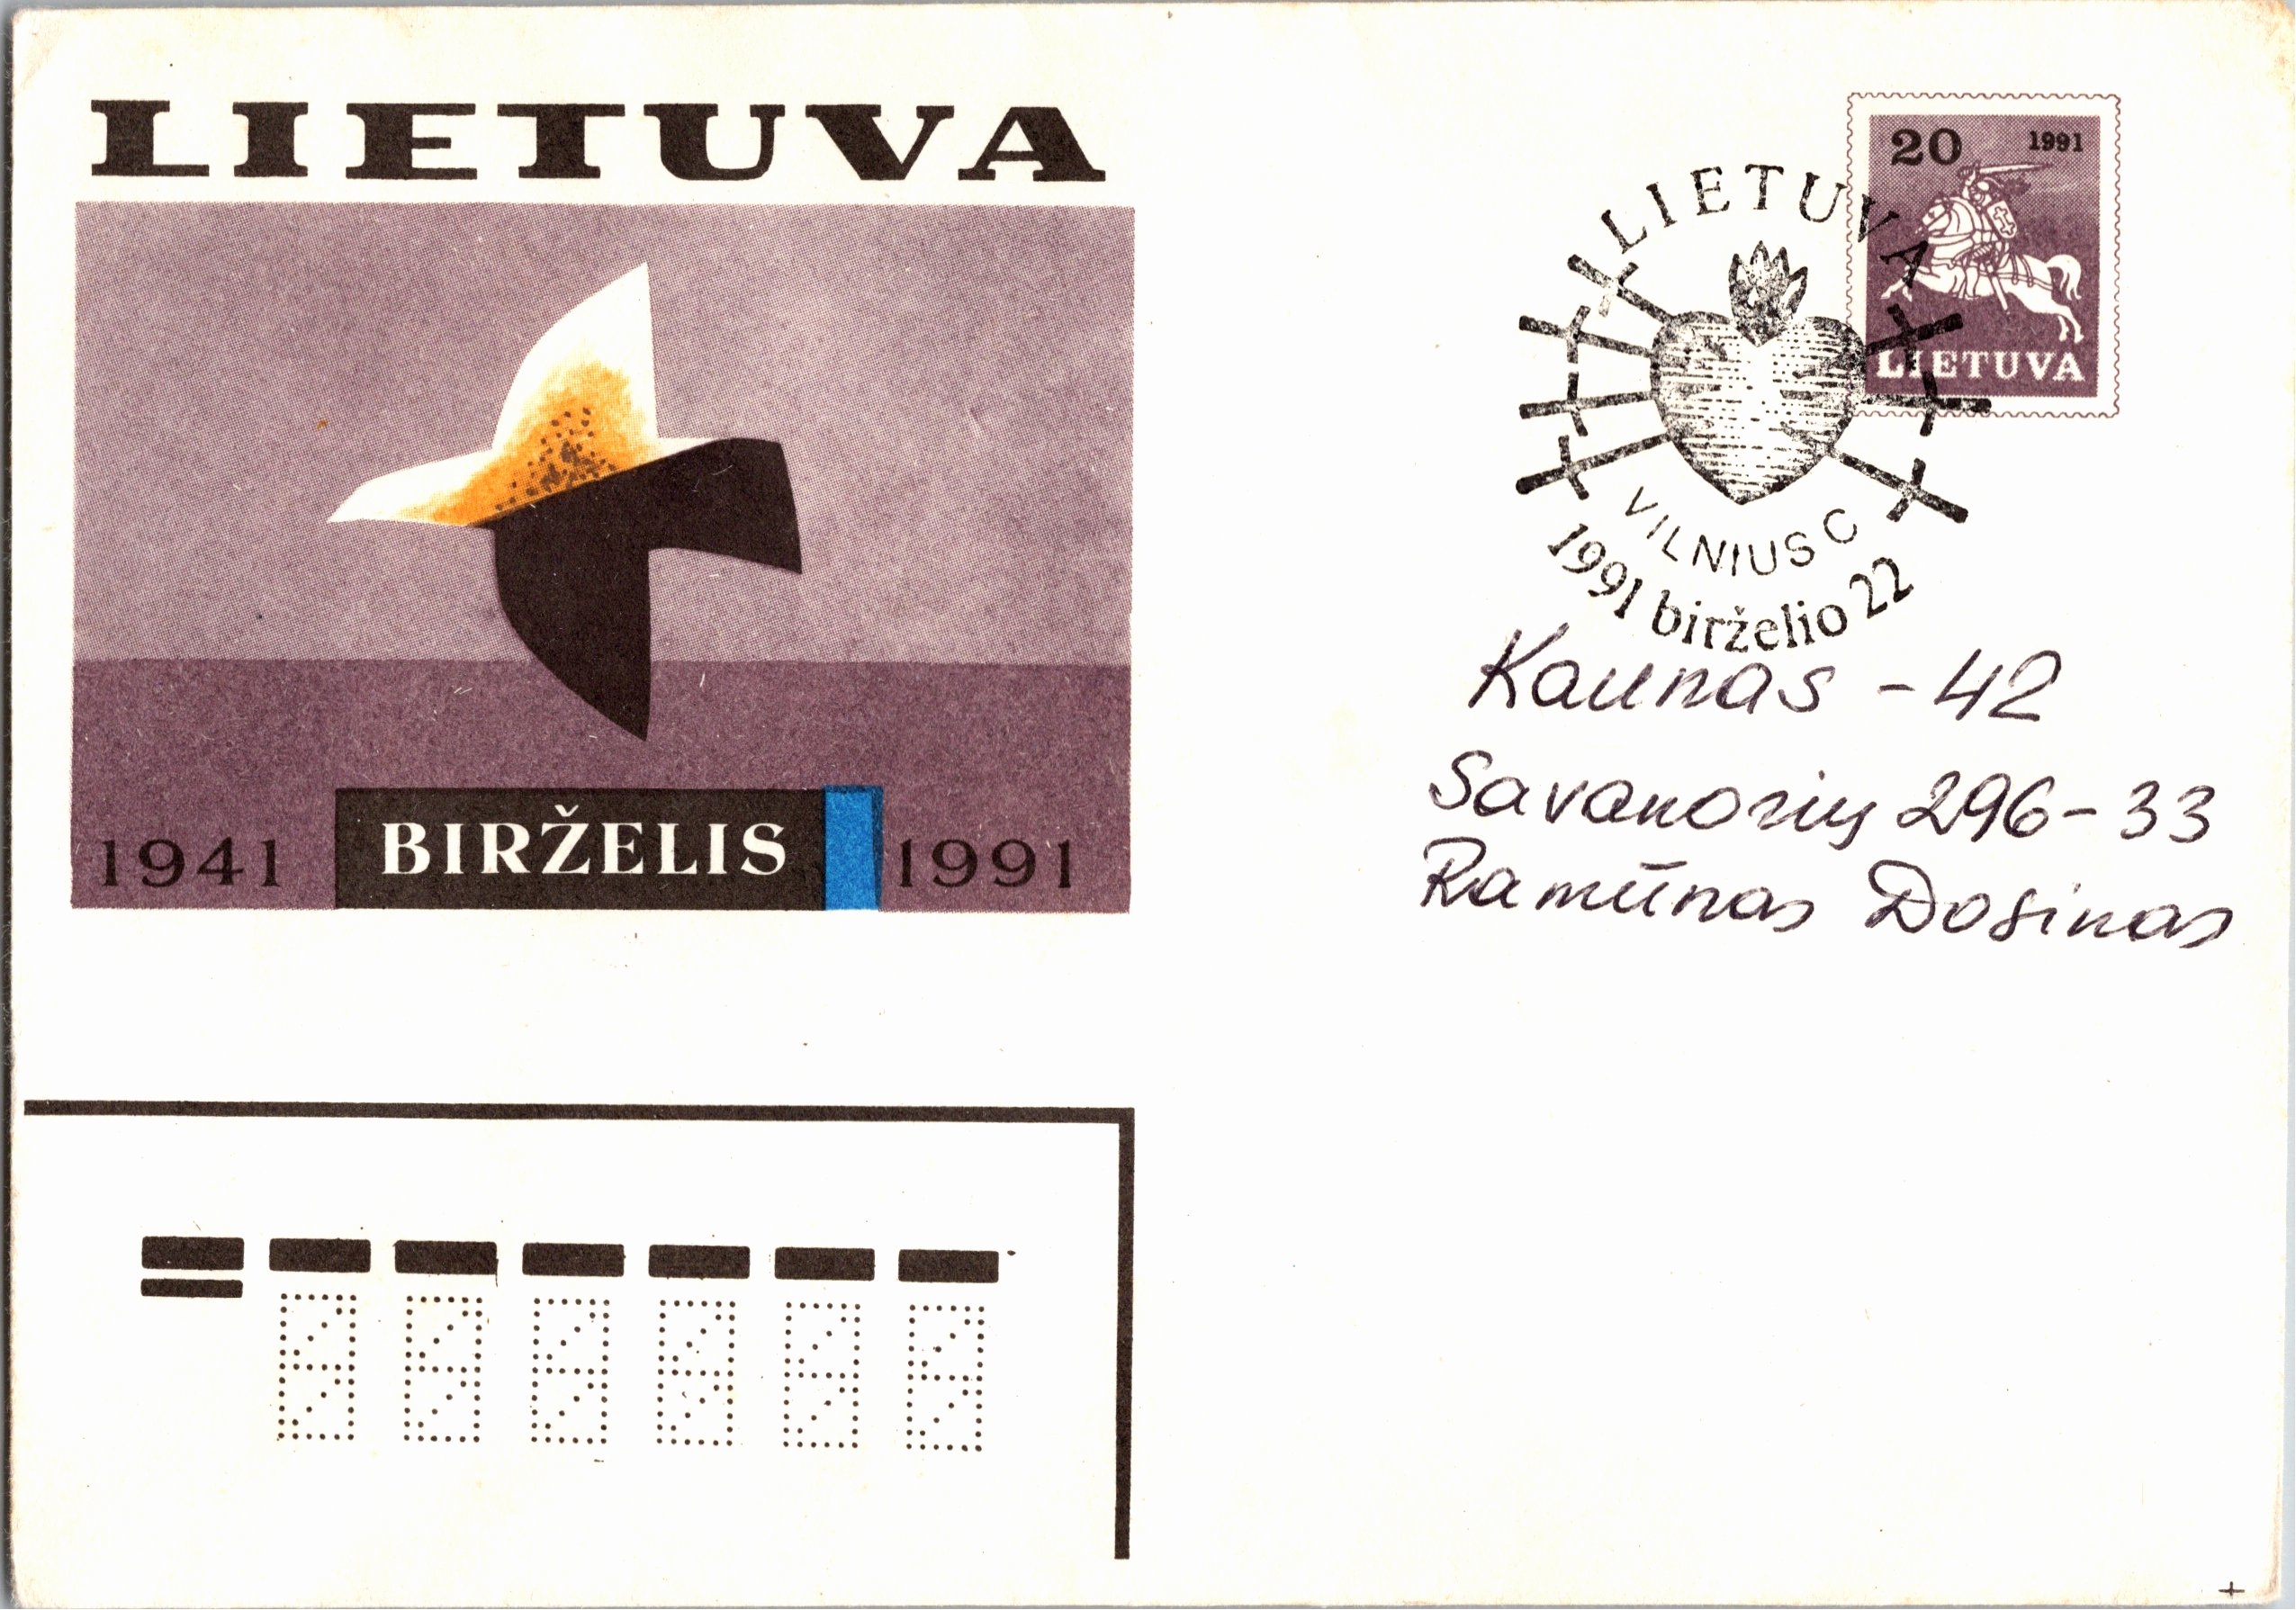 LIETUVA
1941 BIRŽELIS 1991
20 1991
LIETUVA
LIETUVA
VILNIUS C
1991 birželio 22
Kaunas - 42
Savanorių 296-33
Ramūnas Dosinas